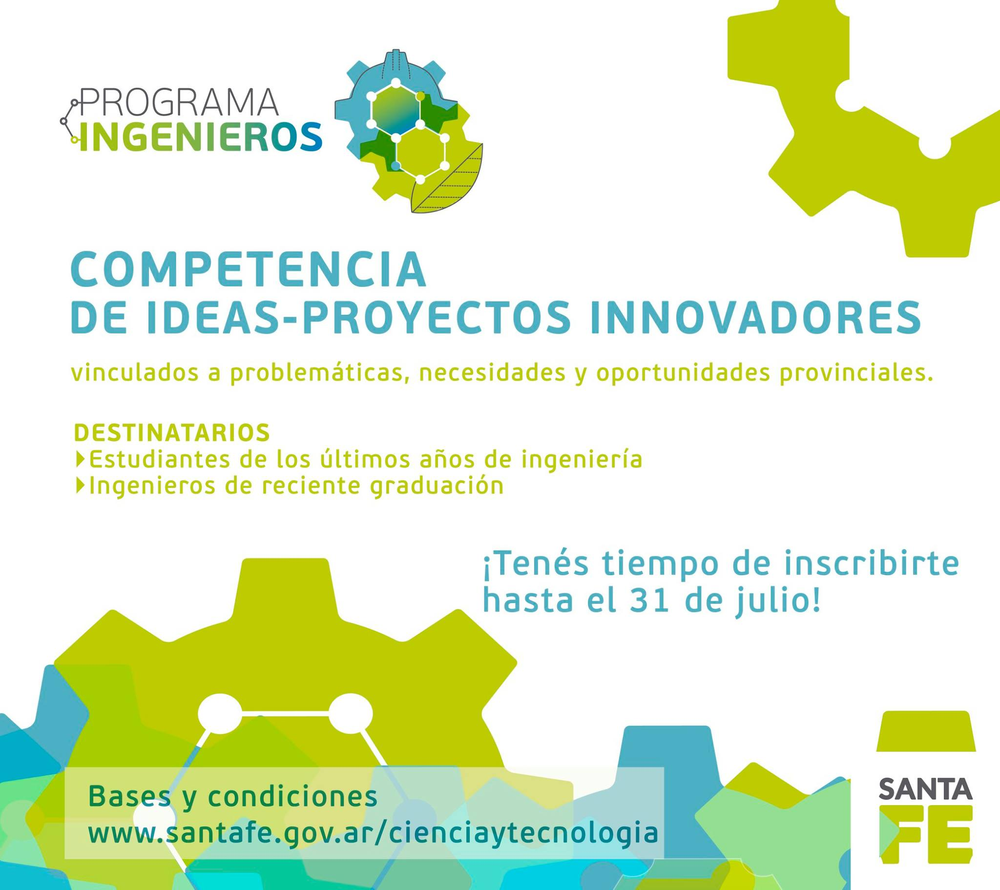 PROGRAMA
INGENIEROS
COMPETENCIA
DE IDEAS-PROYECTOS INNOVADORES
vinculados a problemáticas, necesidades y oportunidades provinciales.
DESTINATARIOS
Estudiantes de los últimos años de ingeniería
Ingenieros de reciente graduación
¡Tenés tiempo de inscribirte
hasta el 31 de julio!
Bases y condiciones
www.santafe.gov.ar/cienciaytecnologia
SANTA
FE